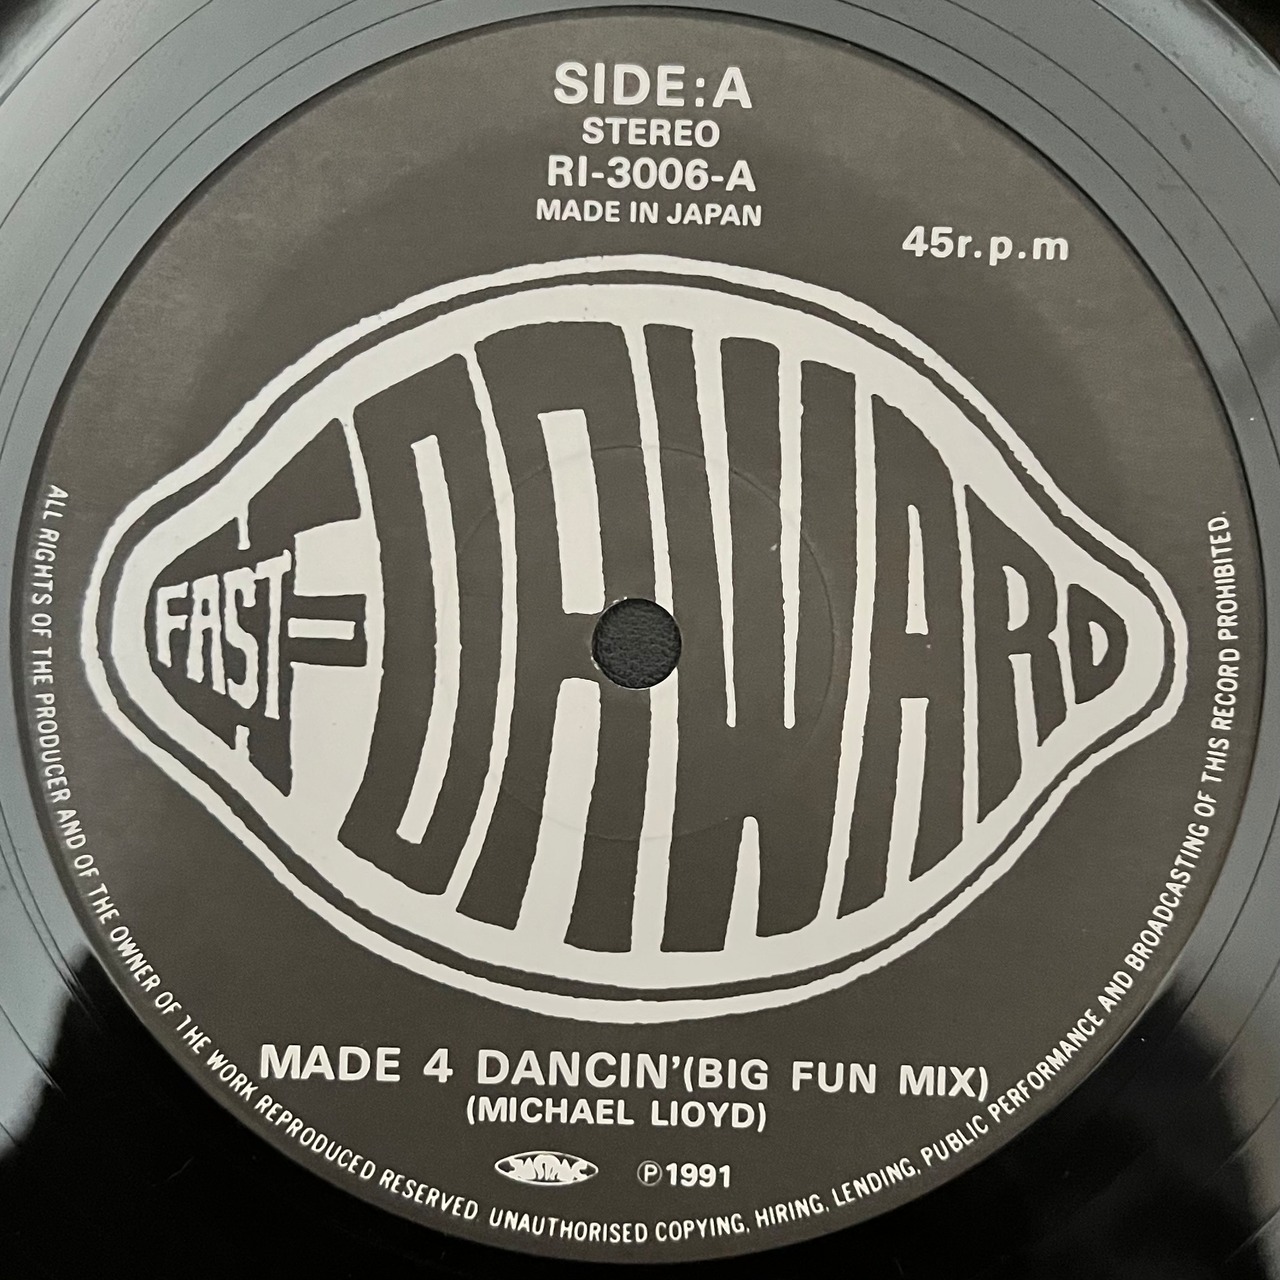 SIDE:A
STEREO
RI-3006-A
MADE IN JAPAN
45r.p.m
FAST
FORWARD
MADE 4 DANCIN'(BIG FUN MIX)
(MICHAEL LIOYD)
JASRAC
Ⓟ1991
ALL RIGHTS OF THE PRODUCER AND OF THE OWNER OF THE WORK REPRODUCED RESERVED. UNAUTHORISED COPYING, HIRING, LENDING, PUBLIC PERFORMANCE AND BROADCASTING OF THIS RECORD PROHIBITED.